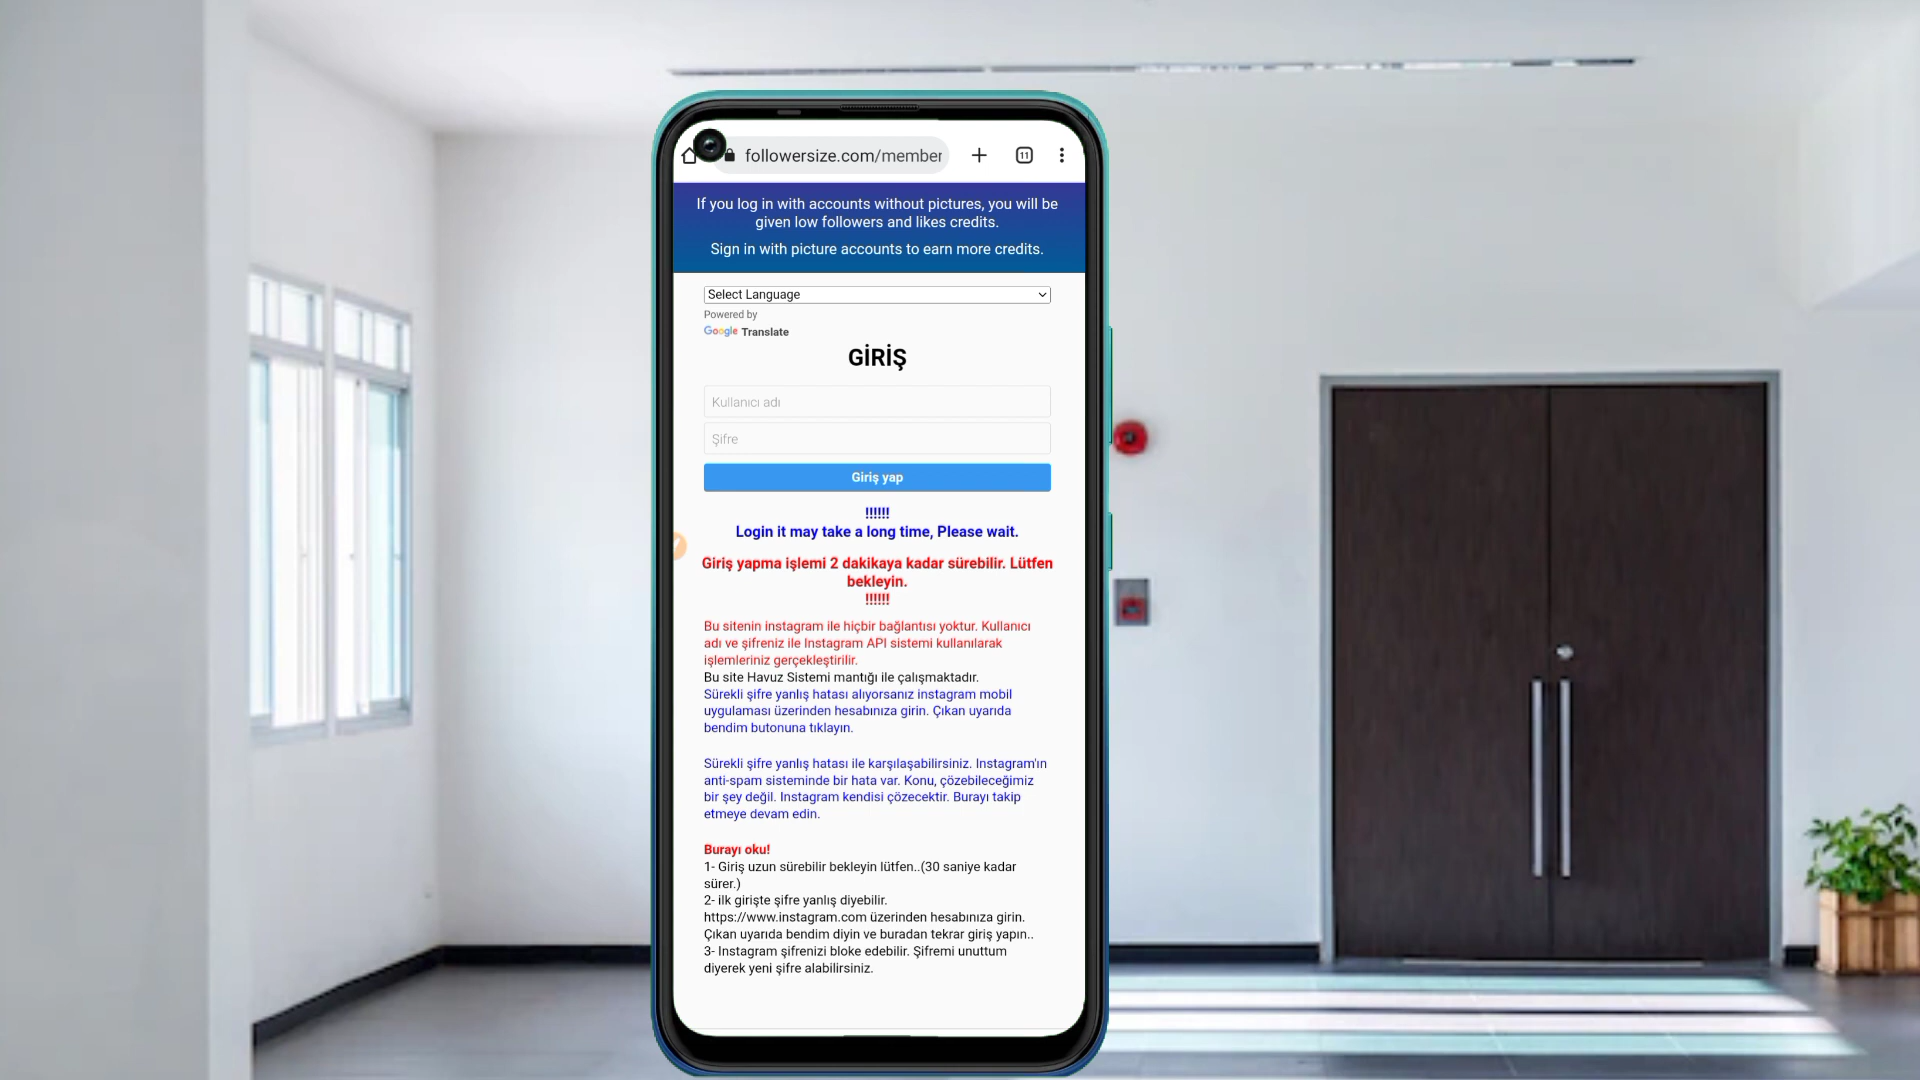 followersize.com/member
11
If you log in with accounts without pictures, you will be
given low followers and likes credits.
Sign in with picture accounts to earn more credits.
Select Language
Powered by
Google Translate
GİRİŞ
Kullanıcı adı
Şifre
Giriş yap
!!!!!!
Login it may take a long time, Please wait.
Giriş yapma işlemi 2 dakikaya kadar sürebilir. Lütfen
bekleyin.
!!!!!!
Bu sitenin instagram ile hiçbir bağlantısı yoktur. Kullanıcı
adı ve şifreniz ile Instagram API sistemi kullanılarak
işlemleriniz gerçekleştirilir.
Bu site Havuz Sistemi mantığı ile çalışmaktadır.
Sürekli şifre yanlış hatası alıyorsanız instagram mobil
uygulaması üzerinden hesabınıza girin. Çıkan uyarıda
bendim butonuna tıklayın.
Sürekli şifre yanlış hatası ile karşılaşabilirsiniz. Instagram'ın
anti-spam sisteminde bir hata var. Konu, çözebileceğimiz
bir şey değil. Instagram kendisi çözecektir. Burayı takip
etmeye devam edin.
Burayı oku!
1- Giriş uzun sürebilir bekleyin lütfen..(30 saniye kadar
sürer.)
2- ilk girişte şifre yanlış diyebilir.
https://www.instagram.com üzerinden hesabınıza girin.
Çıkan uyarıda bendim diyin ve buradan tekrar giriş yapın..
3- Instagram şifrenizi bloke edebilir. Şifremi unuttum
diyerek yeni şifre alabilirsiniz.